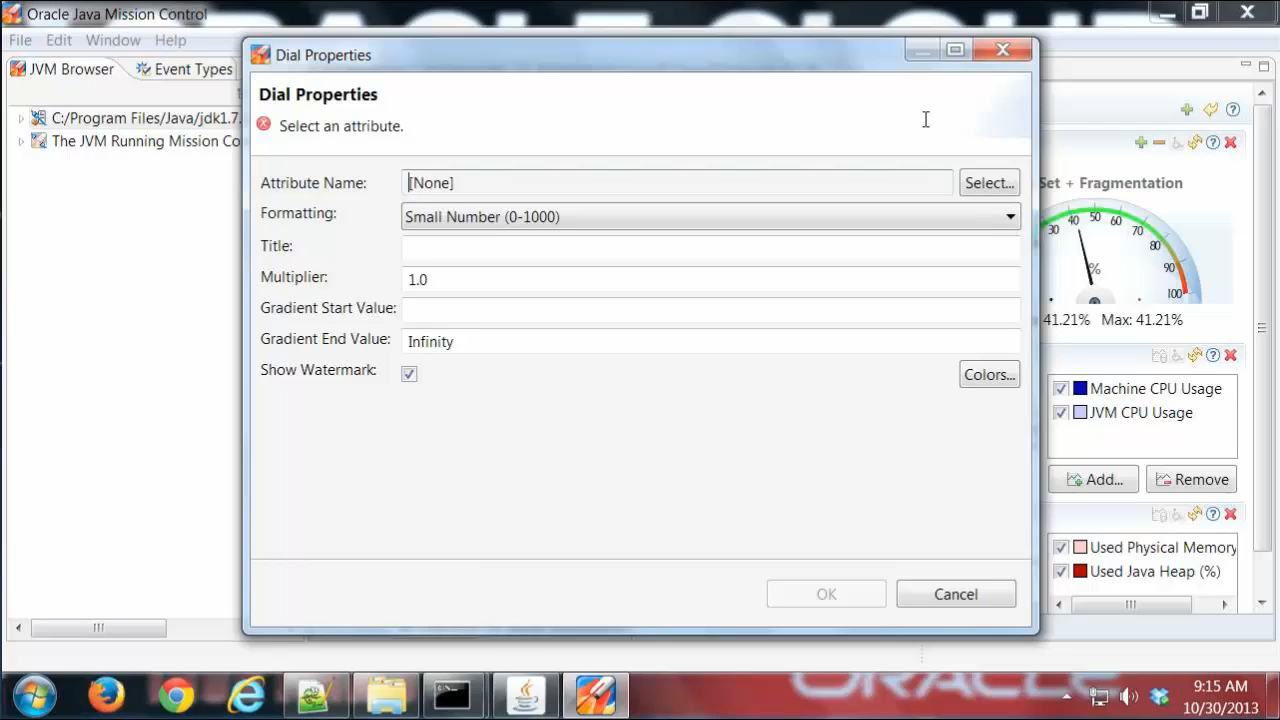 Oracle Java Mission Control
File Edit Window Help
JVM Browser
Event Types
C:/Program Files/Java/jdk1.7.
The JVM Running Mission Co
Dial Properties
Dial Properties
Select an attribute.
Attribute Name:
[None]
Select...
Formatting:
Small Number (0-1000)
Title:
Multiplier:
1.0
Gradient Start Value:
Gradient End Value:
Infinity
Show Watermark:
Colors...
OK
Cancel
Set + Fragmentation
30 40 50 60 70 80 90 100
%
41.21% Max: 41.21%
Machine CPU Usage
JVM CPU Usage
Add...
Remove
Used Physical Memory
Used Java Heap (%)
9:15 AM
10/30/2013